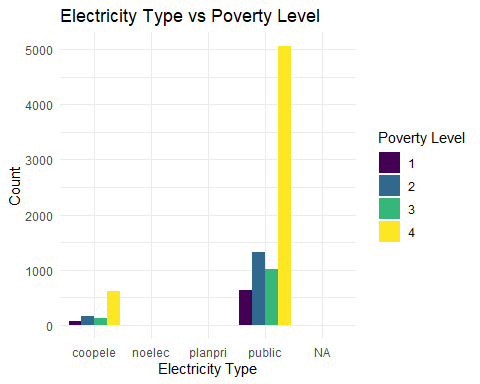 Electricity Type vs Poverty Level
5000
4000
3000
2000
1000
0
Count
coopele noelec planpri public NA
Electricity Type
Poverty Level
1
2
3
4